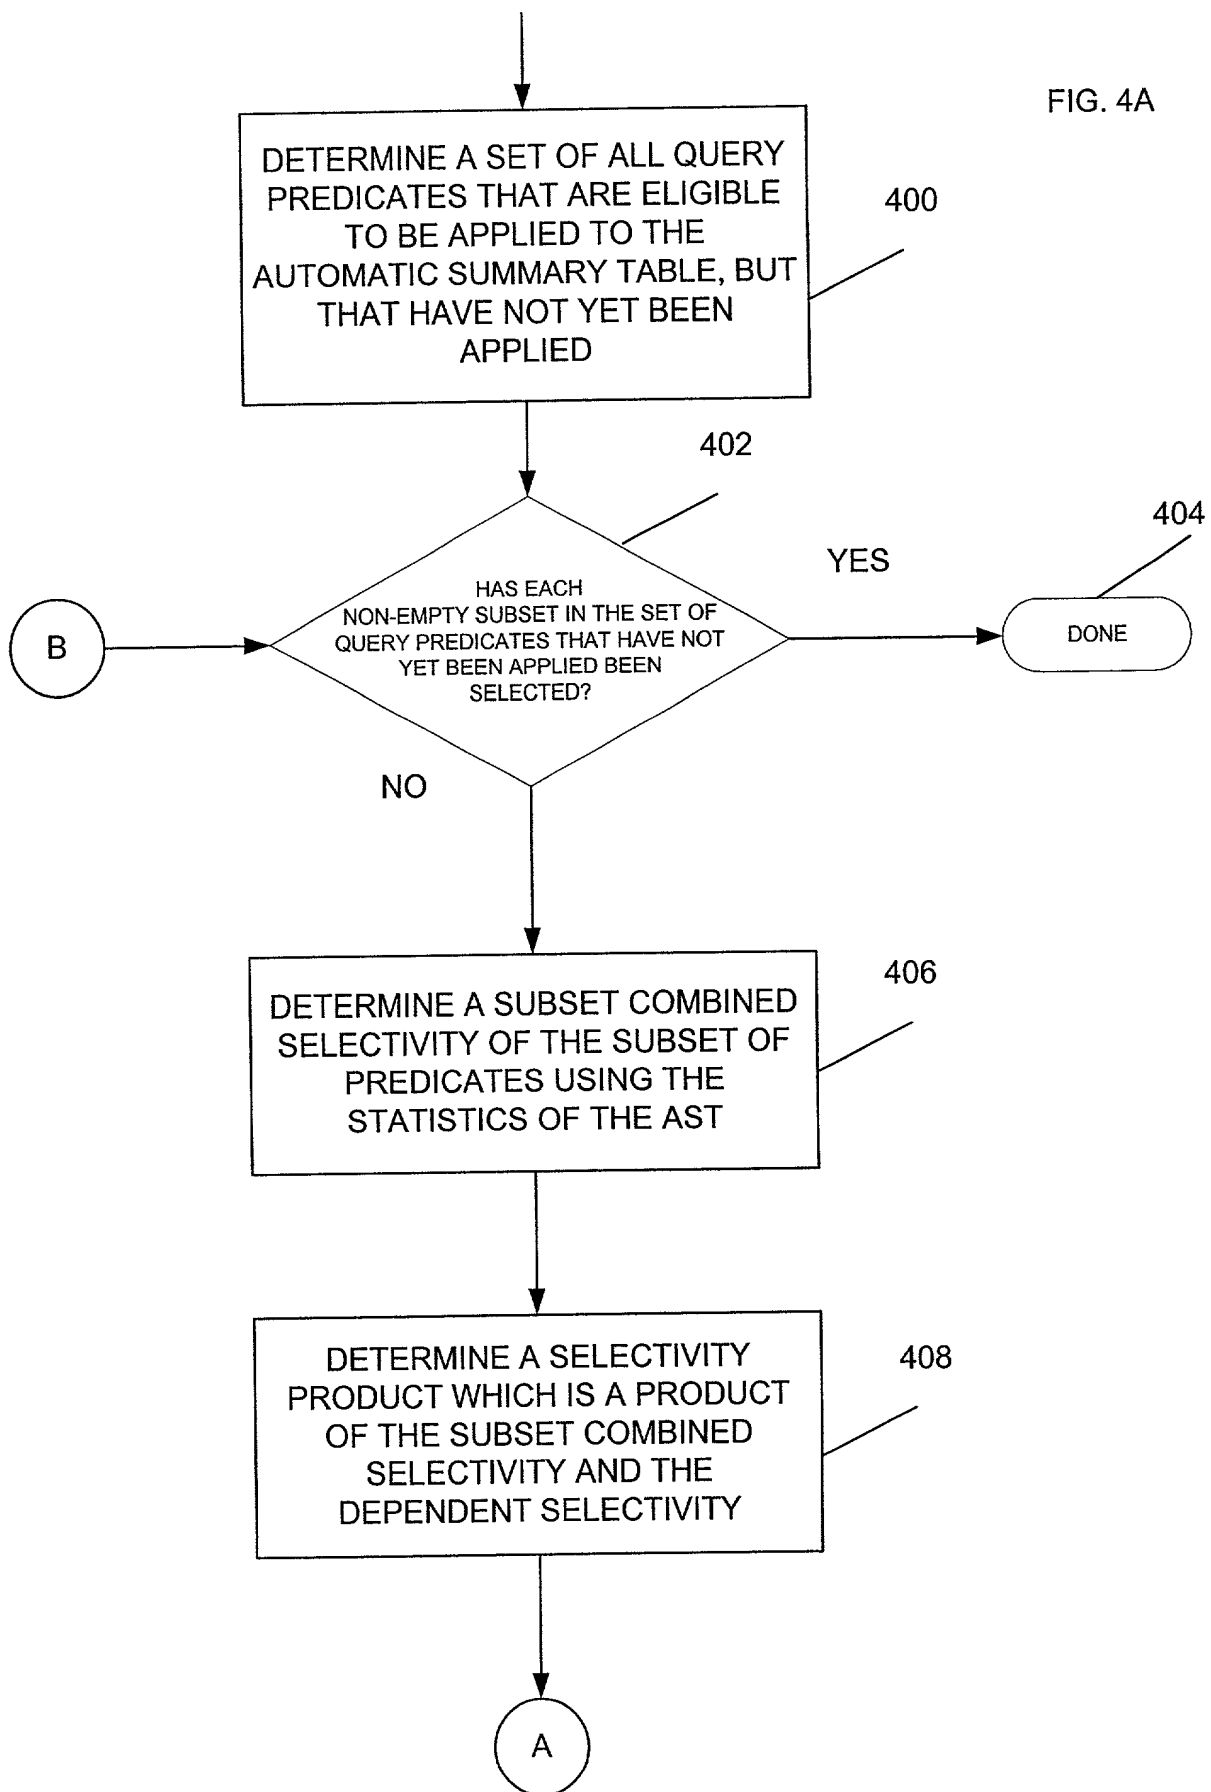 FIG. 4A
DETERMINE A SET OF ALL QUERY
PREDICATES THAT ARE ELIGIBLE
TO BE APPLIED TO THE
AUTOMATIC SUMMARY TABLE, BUT
THAT HAVE NOT YET BEEN
APPLIED
400
402
HAS EACH
NON-EMPTY SUBSET IN THE SET OF
QUERY PREDICATES THAT HAVE NOT
YET BEEN APPLIED BEEN
SELECTED?
YES
404
DONE
B
NO
DETERMINE A SUBSET COMBINED
SELECTIVITY OF THE SUBSET OF
PREDICATES USING THE
STATISTICS OF THE AST
406
DETERMINE A SELECTIVITY
PRODUCT WHICH IS A PRODUCT
OF THE SUBSET COMBINED
SELECTIVITY AND THE
DEPENDENT SELECTIVITY
408
A